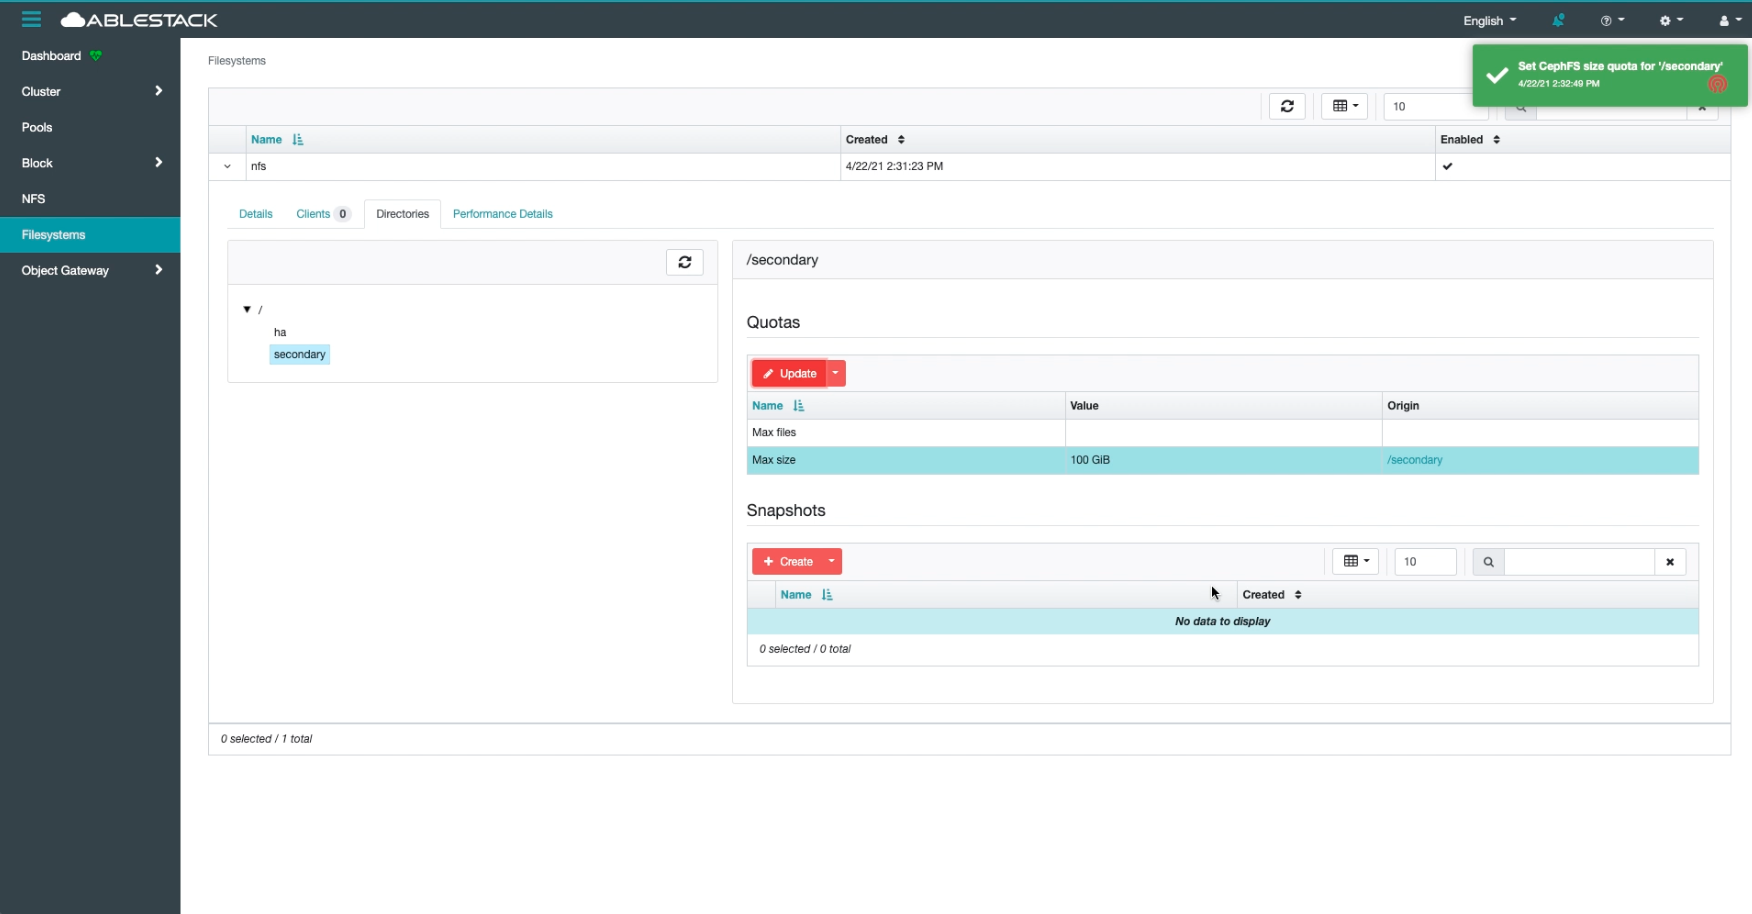 ABLESTACK
English
Dashboard
Cluster
Pools
Block
NFS
Filesystems
Object Gateway
Filesystems
Set CephFS size quota for '/secondary'
4/22/21 2:32:49 PM
10
Name
Created
Enabled
nfs
4/22/21 2:31:23 PM
Details
Clients 0
Directories
Performance Details
/
ha
secondary
/secondary
Quotas
Update
Name
Value
Origin
Max files
Max size
100 GiB
/secondary
Snapshots
Create
10
Name
Created
No data to display
0 selected / 0 total
0 selected / 1 total